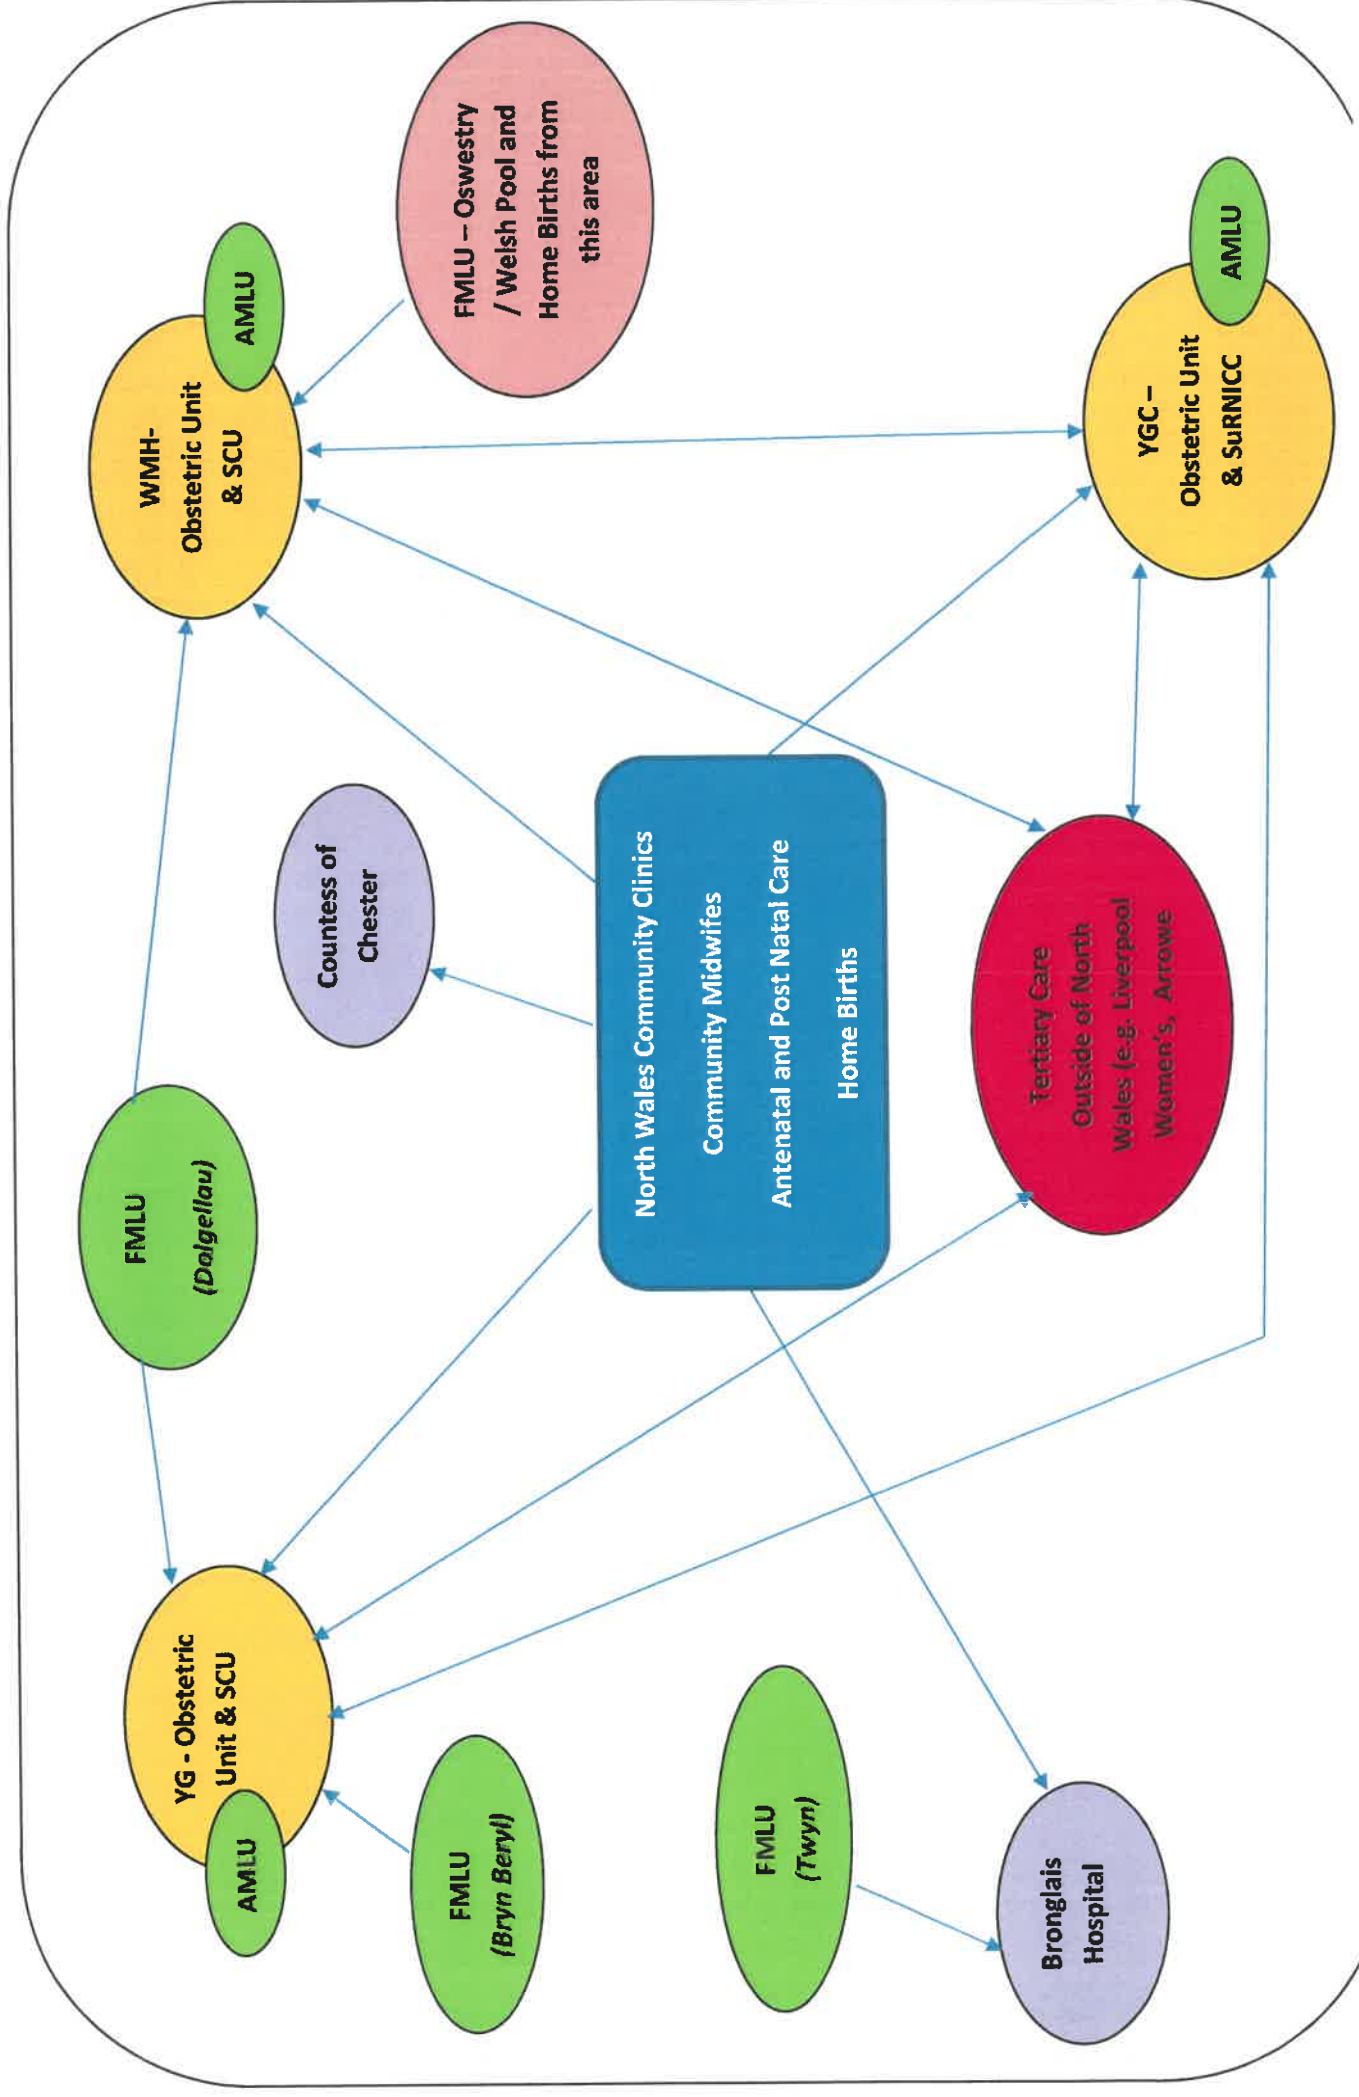 YG - Obstetric
Unit & SCU
AMLU
FMLU
(Dolgellau)
WMH-
Obstetric Unit
& SCU
AMLU
FMLU
(Bryn Beryl)
Countess of
Chester
FMLU – Oswestry
/ Welsh Pool and
Home Births from
this area
North Wales Community Clinics
Community Midwifes
Antenatal and Post Natal Care
Home Births
FMLU
(Twyn)
Bronglais
Hospital
Tertiary Care
Outside of North
Wales (e.g. Liverpool
Women's, Arrowe
YGC –
Obstetric Unit
& SuRNICC
AMLU